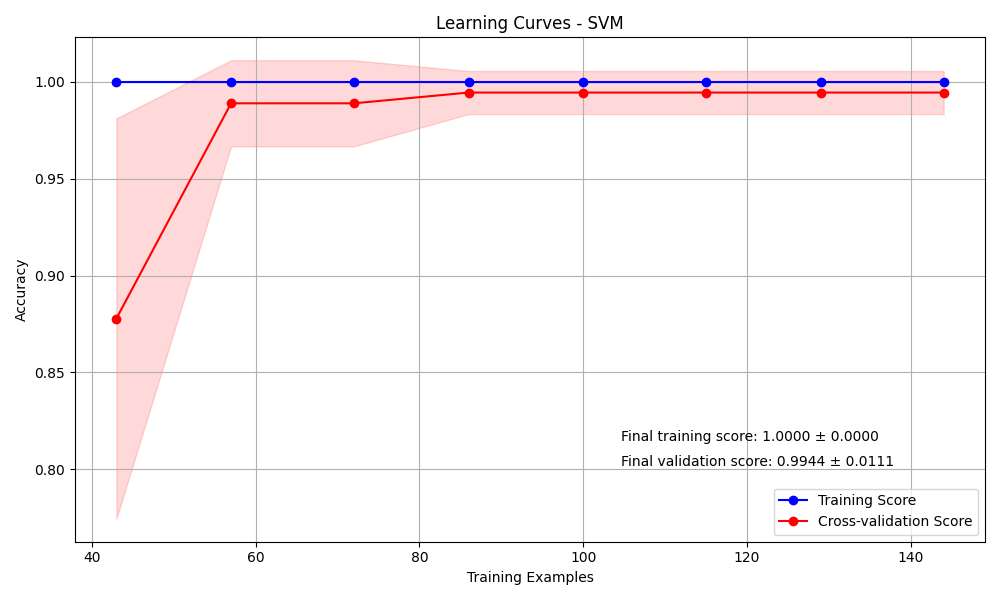 Learning Curves - SVM
1.00
0.95
0.90
0.85
0.80
Accuracy
Final training score: 1.0000 ± 0.0000
Final validation score: 0.9944 ± 0.0111
Training Score
Cross-validation Score
40 60 80 100 120 140
Training Examples